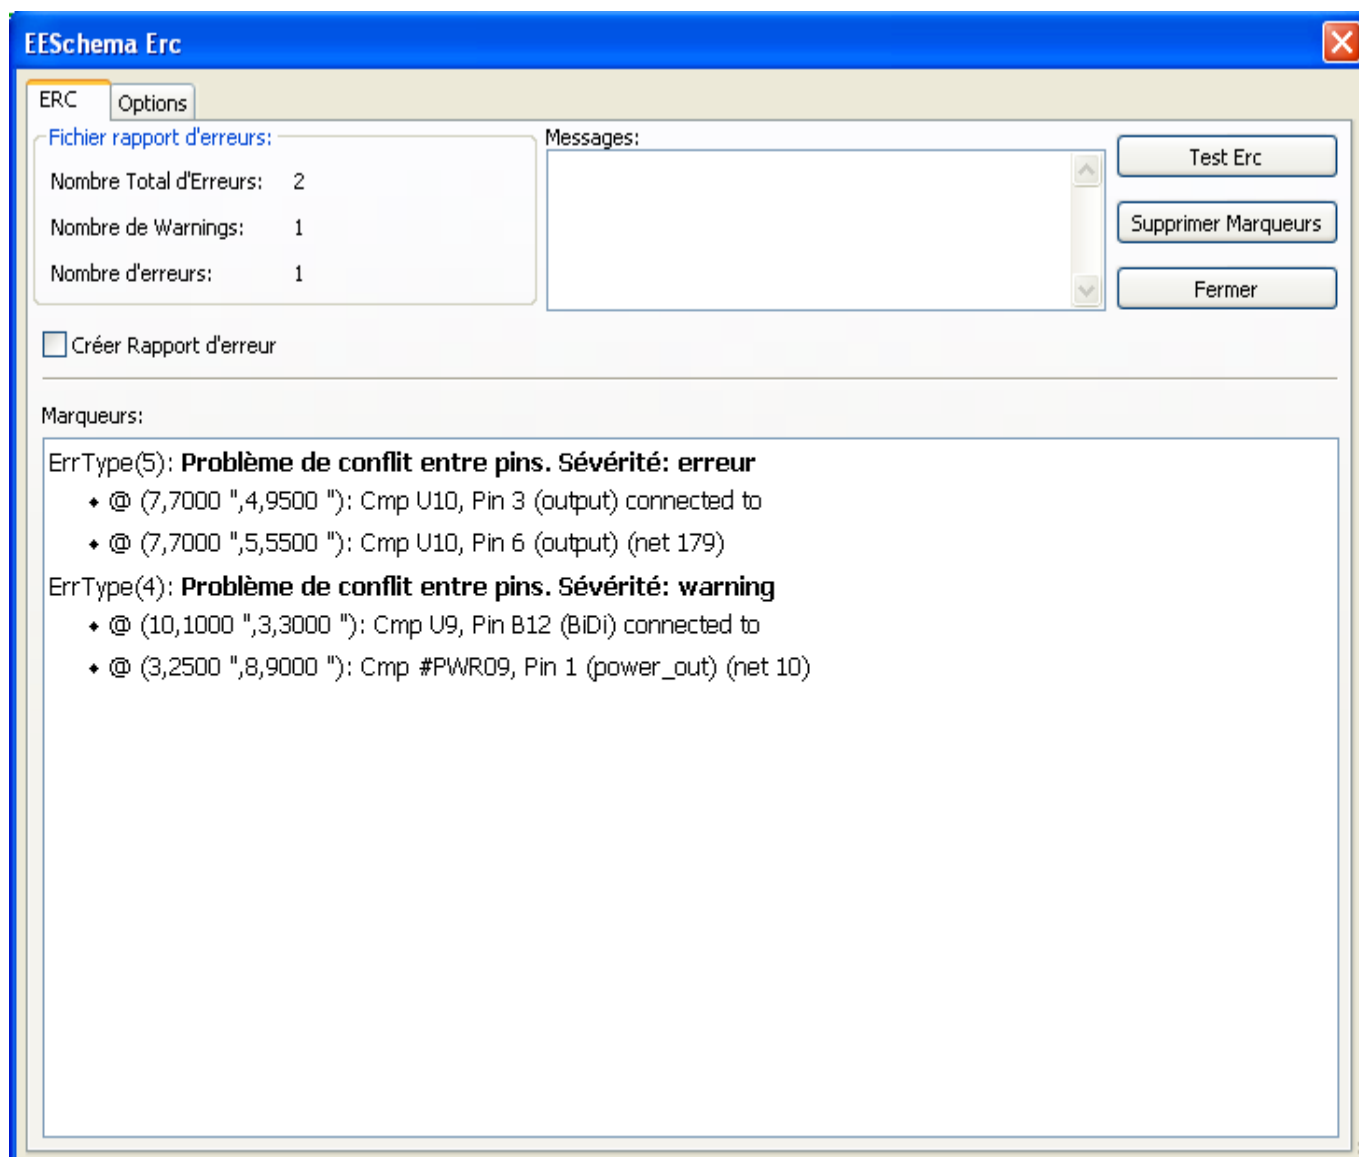 EESchema Erc
ERC
Options
Fichier rapport d'erreurs:
Nombre Total d'Erreurs: 2
Nombre de Warnings: 1
Nombre d'erreurs: 1
Messages:
Test Erc
Supprimer Marqueurs
Fermer
Créer Rapport d'erreur
Marqueurs:
ErrType(5): Problème de conflit entre pins. Sévérité: erreur
• @ (7,7000 ",4,9500 "): Cmp U10, Pin 3 (output) connected to
• @ (7,7000 ",5,5500 "): Cmp U10, Pin 6 (output) (net 179)
ErrType(4): Problème de conflit entre pins. Sévérité: warning
• @ (10,1000 ",3,3000 "): Cmp U9, Pin B12 (BiDi) connected to
• @ (3,2500 ",8,9000 "): Cmp #PWR09, Pin 1 (power_out) (net 10)